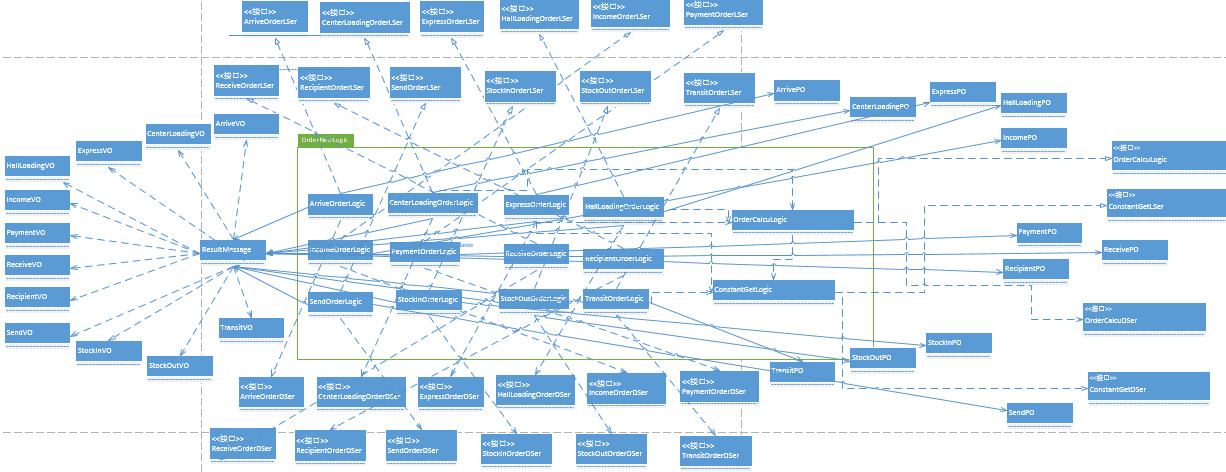 <<接口>>
ArriveOrderLSer
<<接口>>
CenterLoadingOrderLSer
<<接口>>
ExpressOrderLSer
<<接口>>
HallLoadingOrderLSer
<<接口>>
IncomeOrderLSer
<<接口>>
PaymentOrderLSer
<<接口>>
ReceiveOrderLSer
<<接口>>
RecipientOrderLSer
<<接口>>
SendOrderLSer
<<接口>>
StockInOrderLSer
<<接口>>
StockOutOrderLSer
<<接口>>
TransitOrderLSer
ArrivePO
CenterLoadingPO
ExpressPO
HallLoadingPO
IncomePO
ArriveVO
CenterLoadingVO
ExpressVO
HallLoadingVO
IncomeVO
PaymentVO
ReceiveVO
RecipientVO
SendVO
StockInVO
StockOutVO
TransitVO
ResultMessage
OrderNewLogic
ArriveOrderLogic
CenterLoadingOrderLogic
ExpressOrderLogic
HallLoadingOrderLogic
IncomeOrderLogic
PaymentOrderLogic
ReceiveOrderLogic
RecipientOrderLogic
SendOrderLogic
StockInOrderLogic
StockOutOrderLogic
TransitOrderLogic
OrderCalcuLogic
ConstantGetLogic
<<接口>>
OrderCalcuLogic
<<接口>>
ConstantGetLSer
PaymentPO
ReceivePO
RecipientPO
<<接口>>
OrderCalcuDSer
StockInPO
StockOutPO
TransitPO
<<接口>>
ConstantGetDSer
SendPO
<<接口>>
ArriveOrderDSer
<<接口>>
CenterLoadingOrderDSer
<<接口>>
ExpressOrderDSer
<<接口>>
HallLoadingOrderDSer
<<接口>>
IncomeOrderDSer
<<接口>>
PaymentOrderDSer
<<接口>>
ReceiveOrderDSer
<<接口>>
RecipientOrderDSer
<<接口>>
SendOrderDSer
<<接口>>
StockInOrderDSer
<<接口>>
StockOutOrderDSer
<<接口>>
TransitOrderDSer